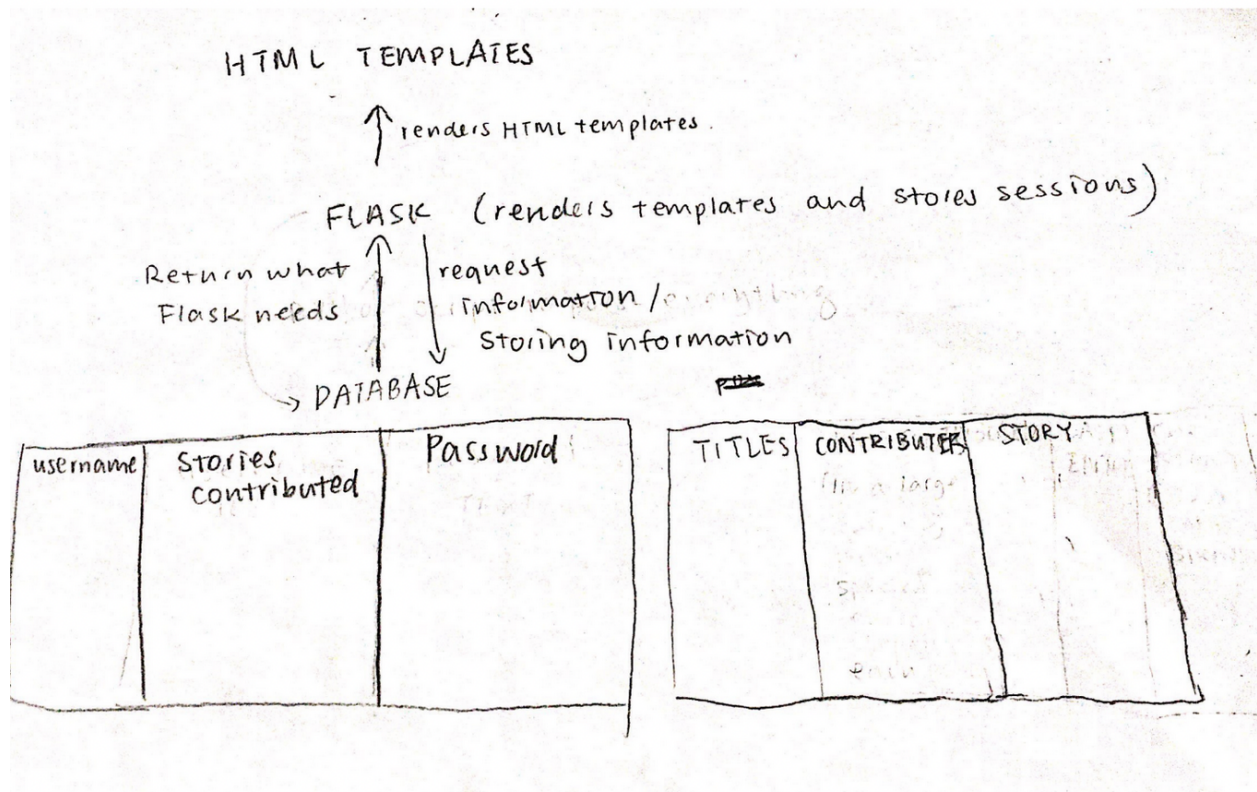 HTML TEMPLATES
renders HTML templates.
FLASK (renders templates and stores sessions)
Return what
Flask needs
request
information /
Storing information
DATABASE
username
Stories
contributed
Password
TITLES
CONTRIBUTER
STORY